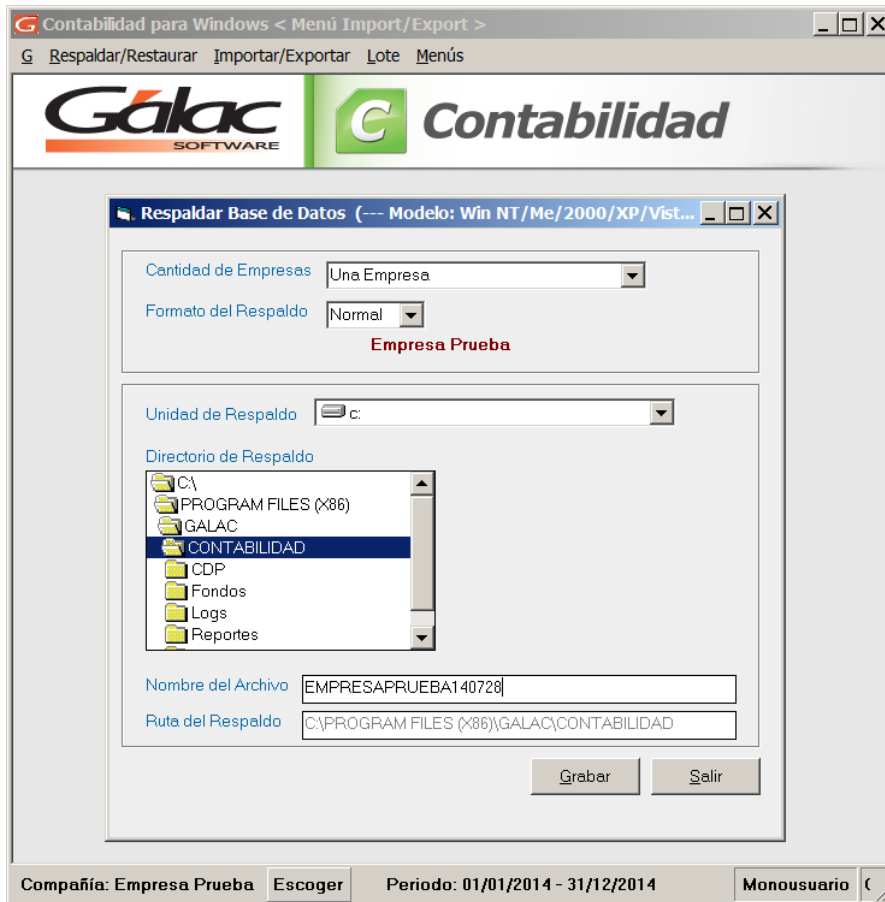 G Contabilidad para Windows < Menú Import/Export >
G Respaldar/Restaurar Importar/Exportar Lote Menús
Gálac
SOFTWARE
C Contabilidad
Respaldar Base de Datos (--- Modelo: Win NT/Me/2000/XP/Vist...
Cantidad de Empresas Una Empresa
Formato del Respaldo Normal
Empresa Prueba
Unidad de Respaldo c:
Directorio de Respaldo
C:\
PROGRAM FILES (X86)
GALAC
CONTABILIDAD
CDP
Fondos
Logs
Reportes
Nombre del Archivo EMPRESAPRUEBA140728
Ruta del Respaldo C:\PROGRAM FILES (X86)\GALAC\CONTABILIDAD
Grabar Salir
Compañía: Empresa Prueba Escoger Periodo: 01/01/2014 - 31/12/2014 Monousuario